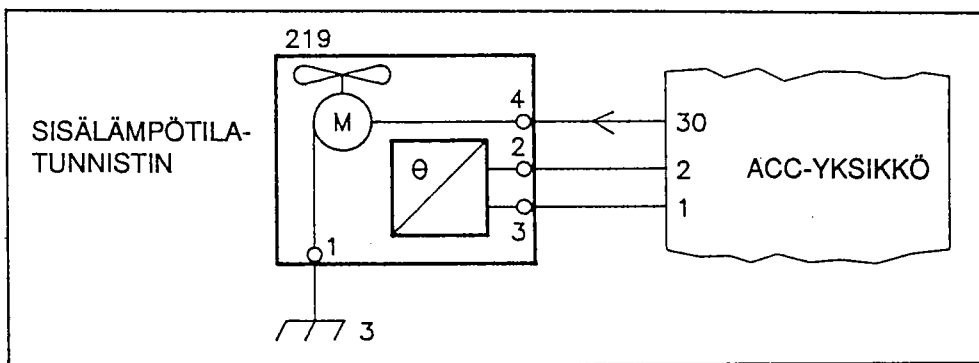 219
SISÄLÄMPÖTILA-
TUNNISTIN
M
4
30
θ
2
2
ACC-YKSIKKÖ
3
1
1
3